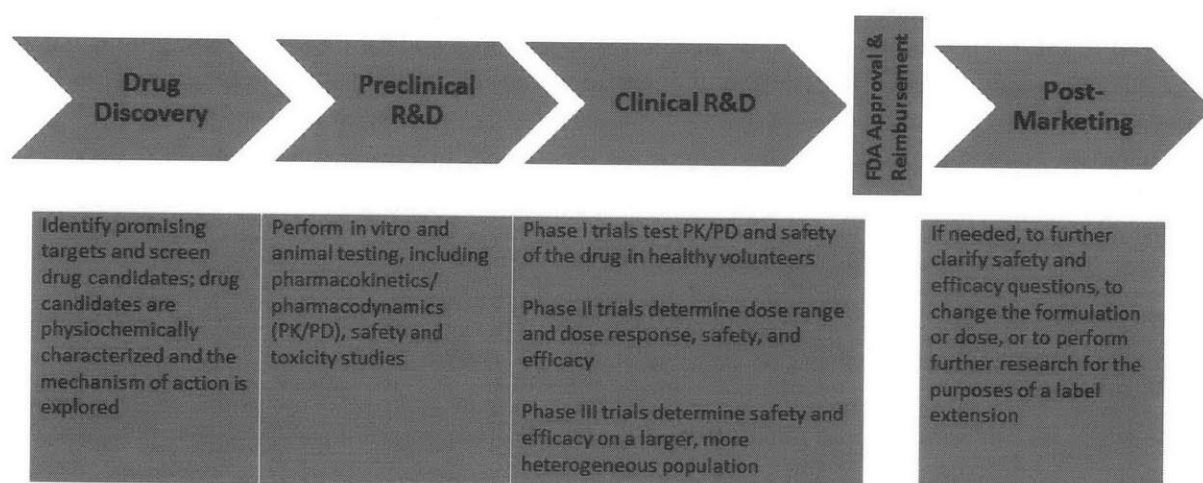 Drug
Discovery
Preclinical
R&D
Clinical R&D
FDA Approval &
Reimbursement
Post-
Marketing
Identify promising
targets and screen
drug candidates; drug
candidates are
physiochemically
characterized and the
mechanism of action is
explored
Perform in vitro and
animal testing, including
pharmacokinetics/
pharmacodynamics
(PK/PD), safety and
toxicity studies
Phase I trials test PK/PD and safety
of the drug in healthy volunteers
Phase II trials determine dose range
and dose response, safety, and
efficacy
Phase III trials determine safety and
efficacy on a larger, more
heterogeneous population
If needed, to further
clarify safety and
efficacy questions, to
change the formulation
or dose, or to perform
further research for the
purposes of a label
extension